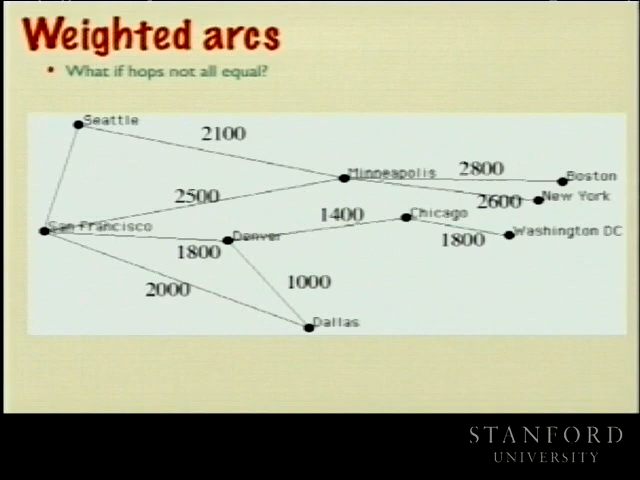 Weighted arcs
• What if hops not all equal?
Seattle
2100
Minneapolis
2800
Boston
2500
2600
New York
1400
Chicago
San Francisco
Denver
1800
1800
Washington DC
2000
1000
Dallas
STANFORD
UNIVERSITY